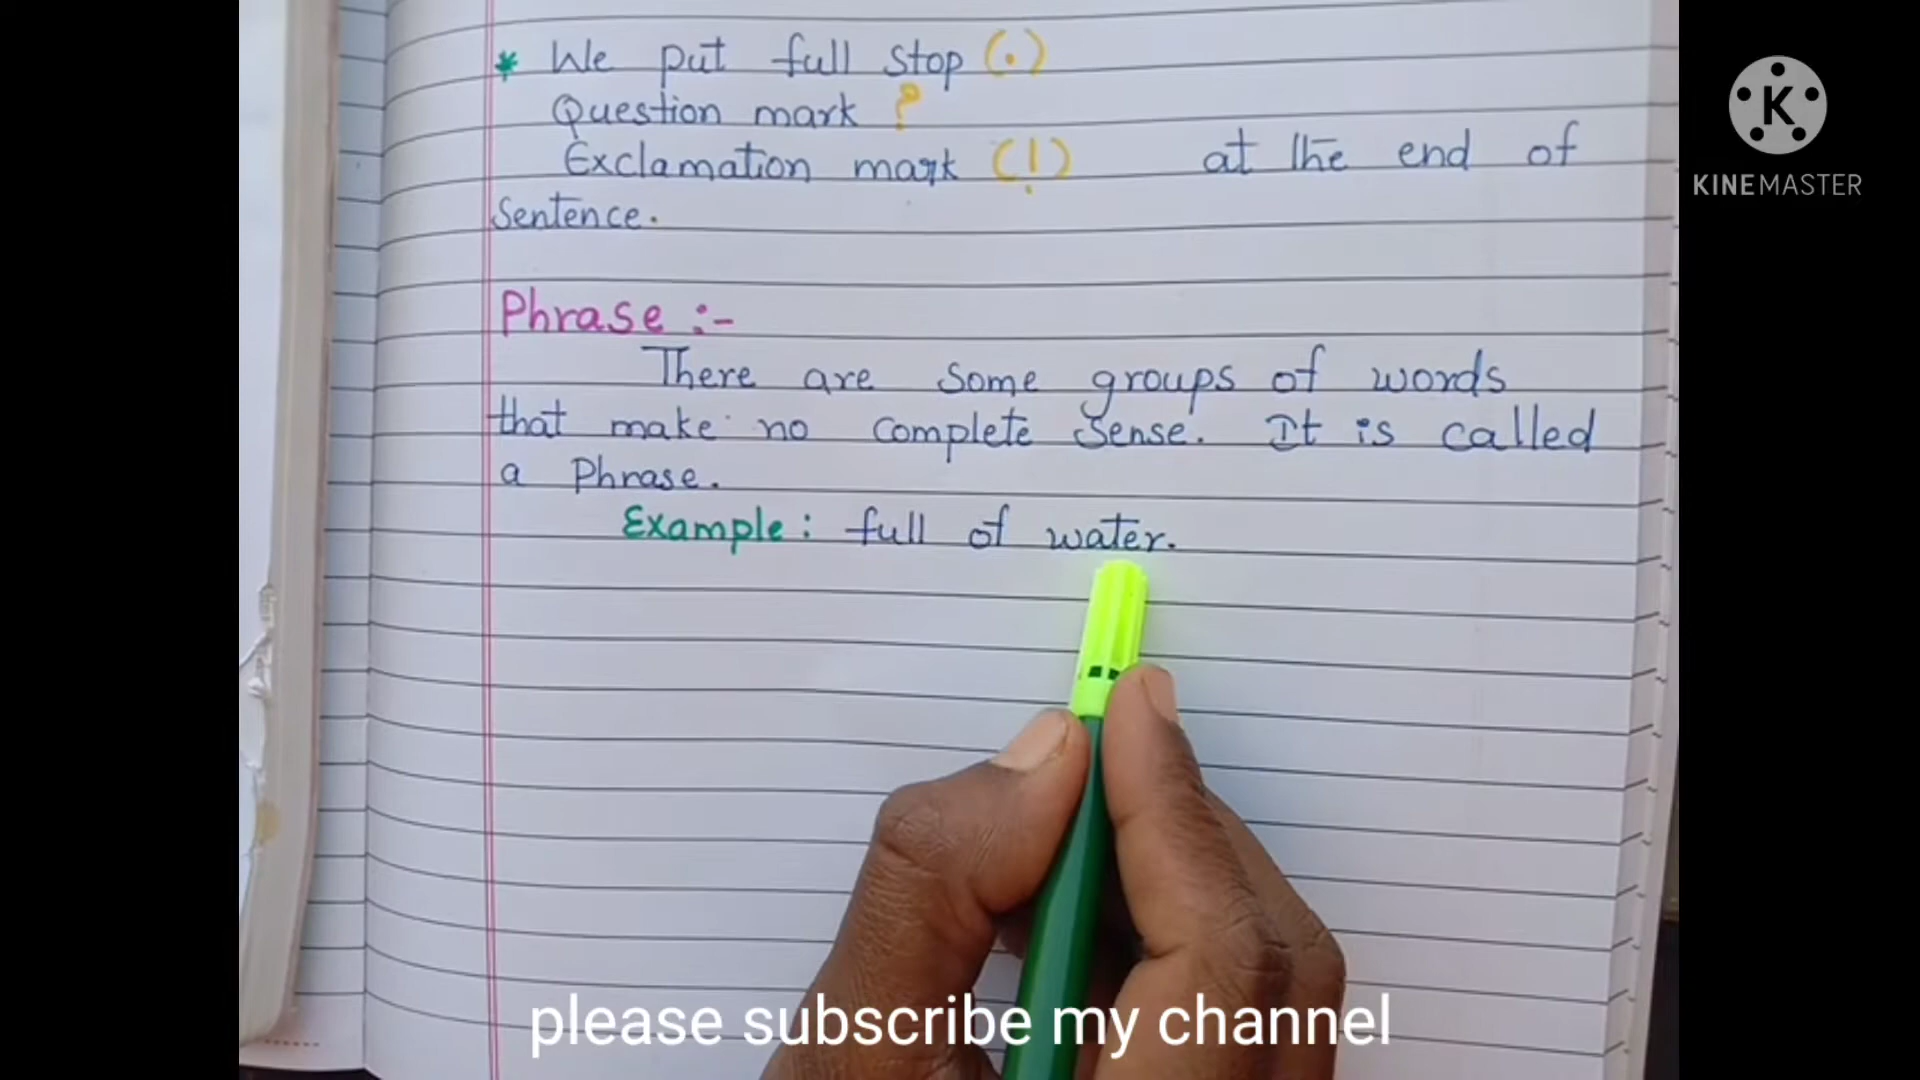 * We put full stop (.)
Question mark ?
Exclamation mark (!) at the end of
Sentence.
Phrase :-
There are some groups of words
that make no complete sense. It is called
a Phrase.
Example: full of water.
K
KINEMASTER
please subscribe my channel